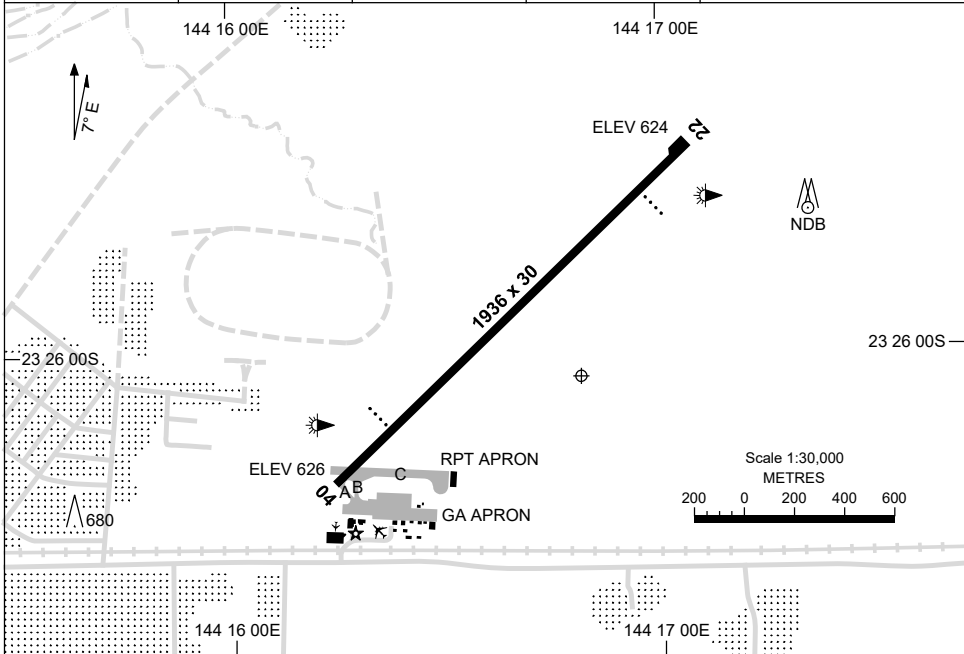 144 16 00E
144 17 00E
7° E
ELEV 624
22
NDB
1936 x 30
23 26 00S
23 26 00S
ELEV 626
C
RPT APRON
Scale 1:30,000
METRES
04
A
B
200 0 200 400 600
GA APRON
680
144 16 00E
144 17 00E